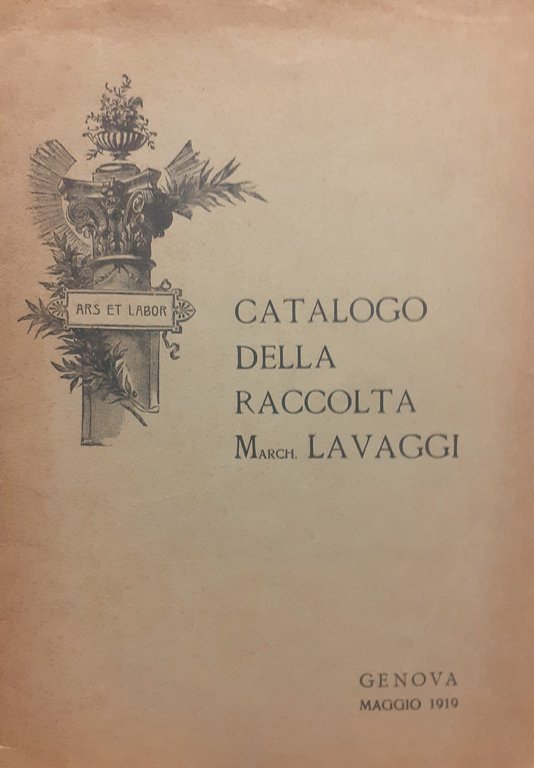 ARS ET LABOR
CATALOGO
DELLA
RACCOLTA
MARCH. LAVAGGI
GENOVA
MAGGIO 1919